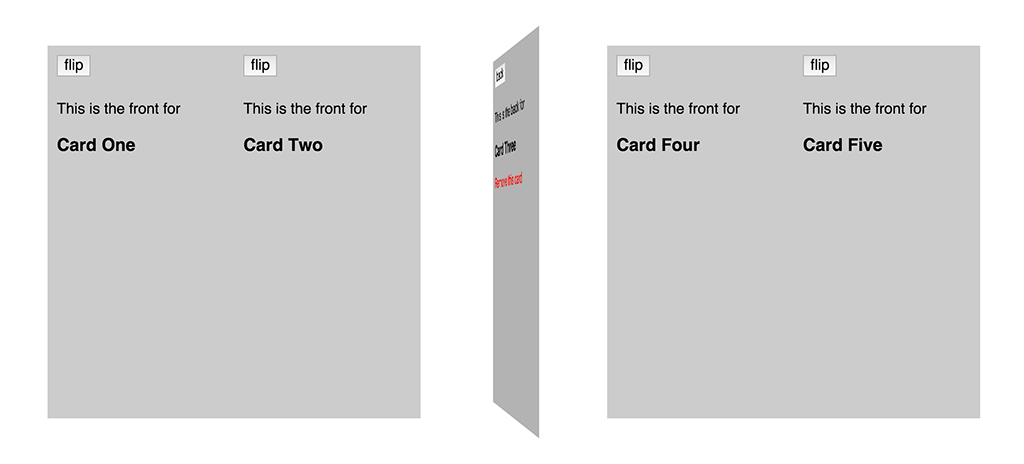 flip
This is the front for
Card One
flip
This is the front for
Card Two
back
This is the back for
Card Three
Remove this card
flip
This is the front for
Card Four
flip
This is the front for
Card Five